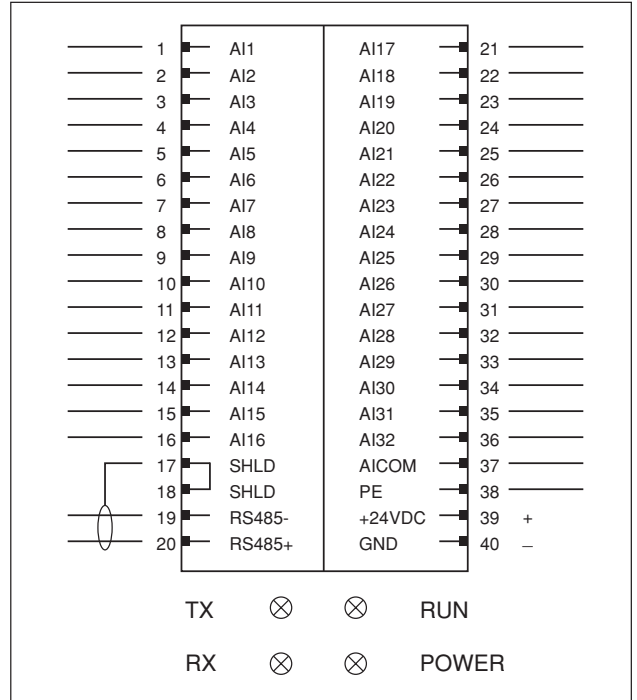 1 AI1 AI17 21
2 AI2 AI18 22
3 AI3 AI19 23
4 AI4 AI20 24
5 AI5 AI21 25
6 AI6 AI22 26
7 AI7 AI23 27
8 AI8 AI24 28
9 AI9 AI25 29
10 AI10 AI26 30
11 AI11 AI27 31
12 AI12 AI28 32
13 AI13 AI29 33
14 AI14 AI30 34
15 AI15 AI31 35
16 AI16 AI32 36
17 SHLD AICOM 37
18 SHLD PE 38
19 RS485- +24VDC 39 +
20 RS485+ GND 40 –
TX RUN
RX POWER